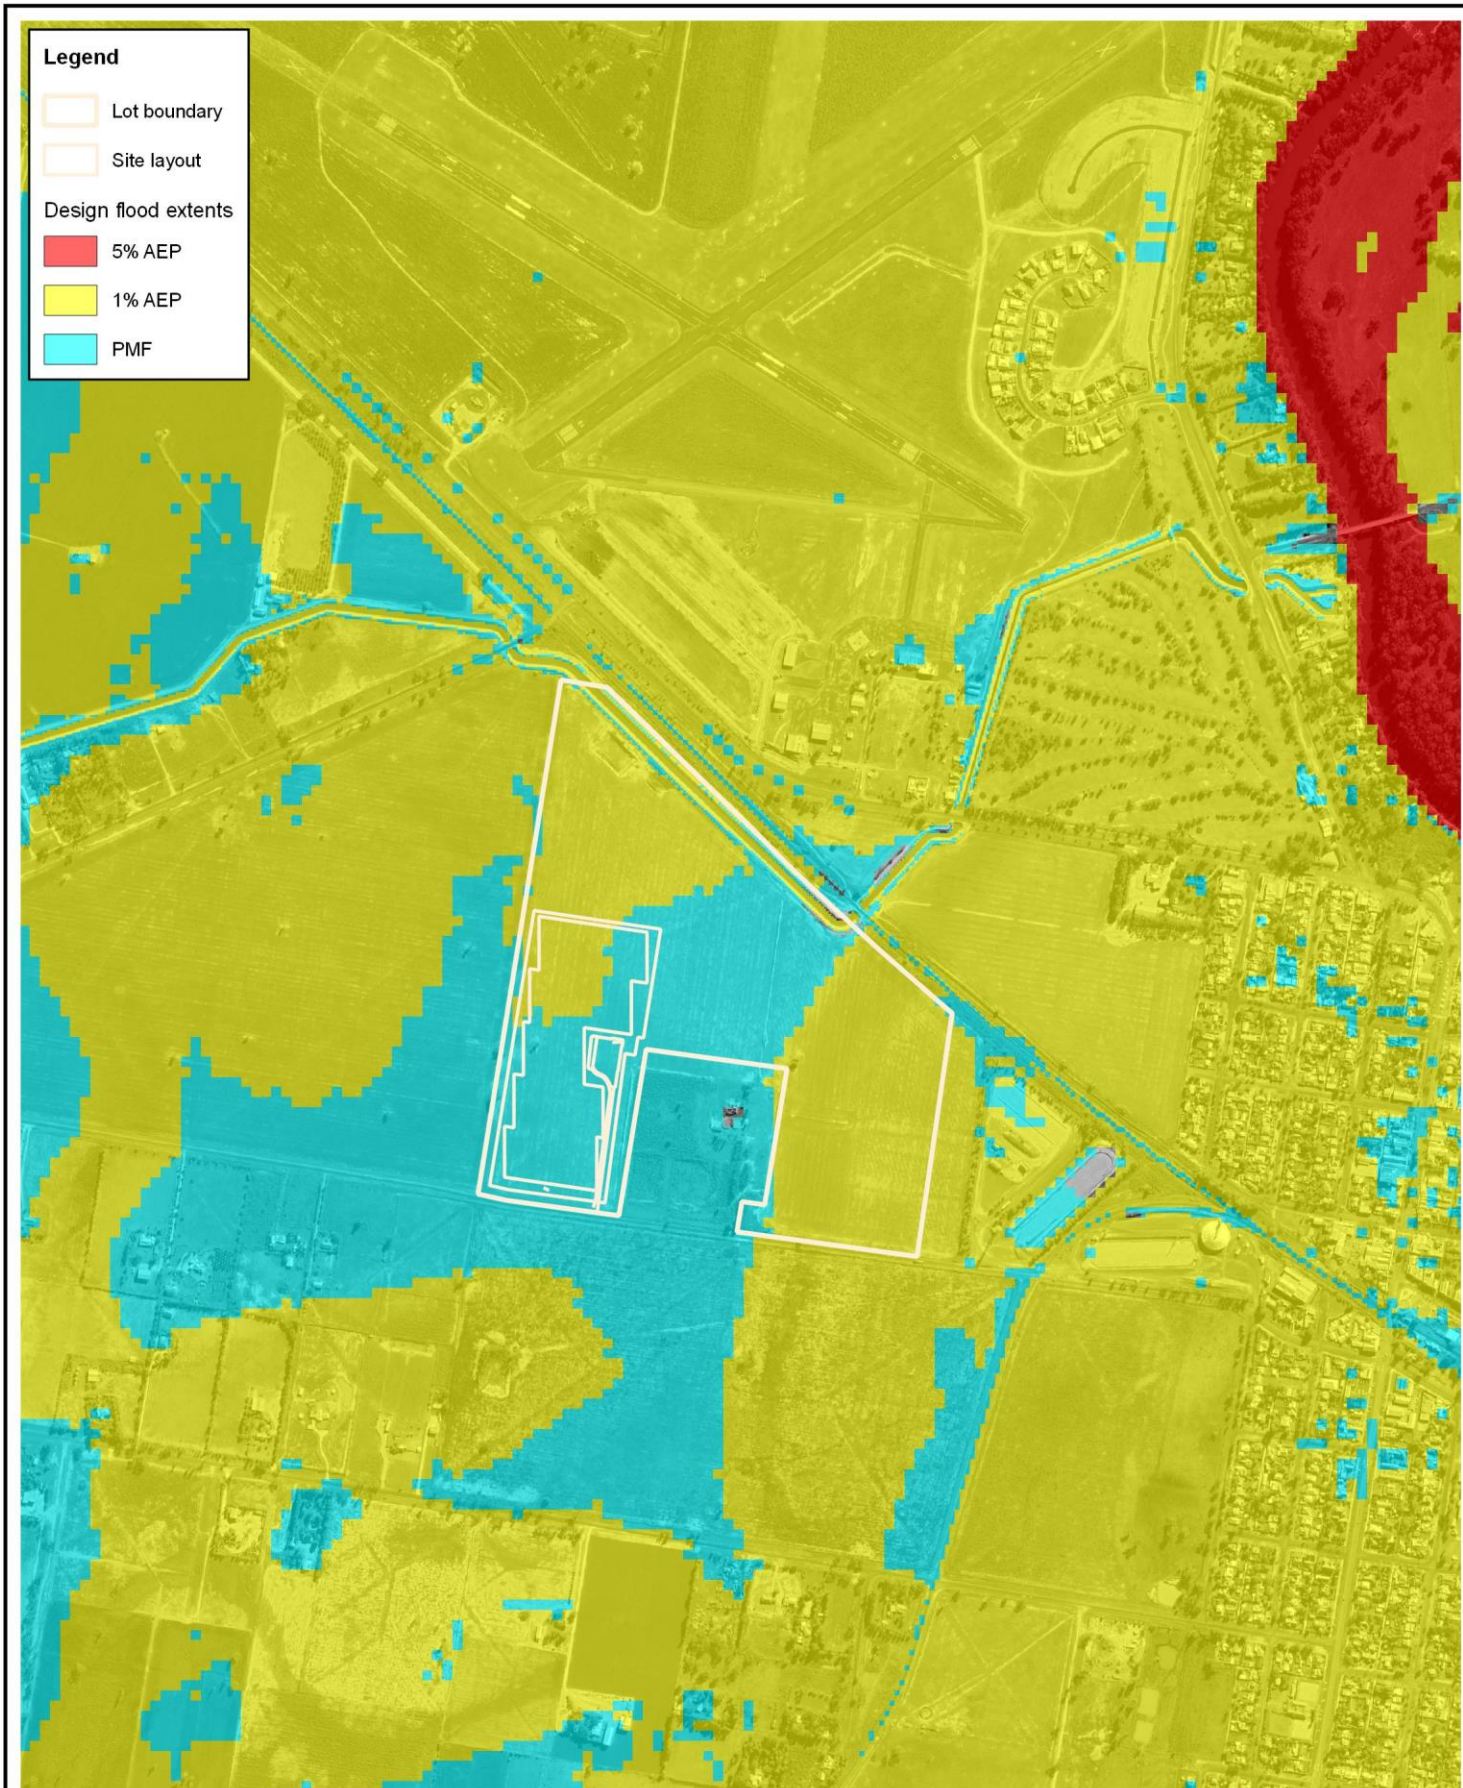 Legend
Lot boundary
Site layout
Design flood extents
5% AEP
1% AEP
PMF